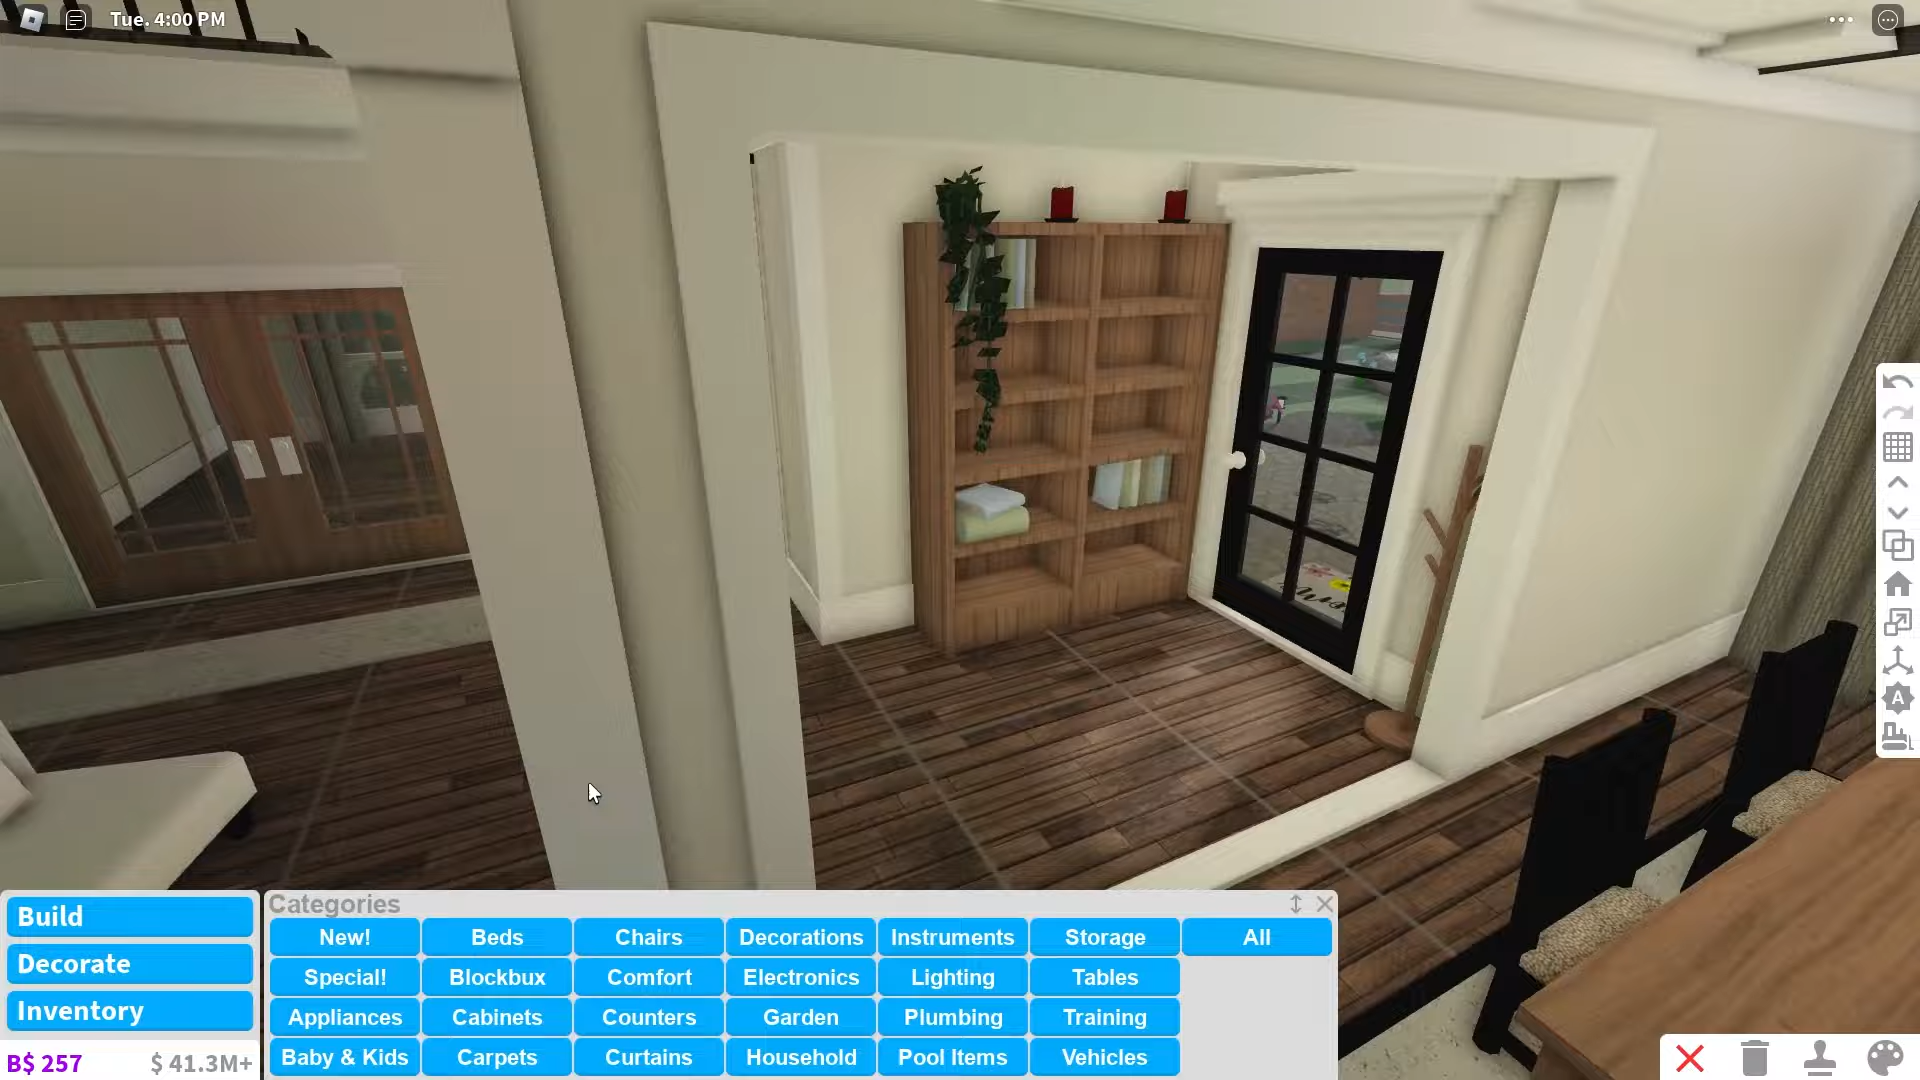 Tue. 4:00 PM
Build
Decorate
Inventory
B$ 257
$ 41.3M+
Categories
New!
Beds
Chairs
Decorations
Instruments
Storage
All
Special!
Blockbux
Comfort
Electronics
Lighting
Tables
Appliances
Cabinets
Counters
Garden
Plumbing
Training
Baby & Kids
Carpets
Curtains
Household
Pool Items
Vehicles
A